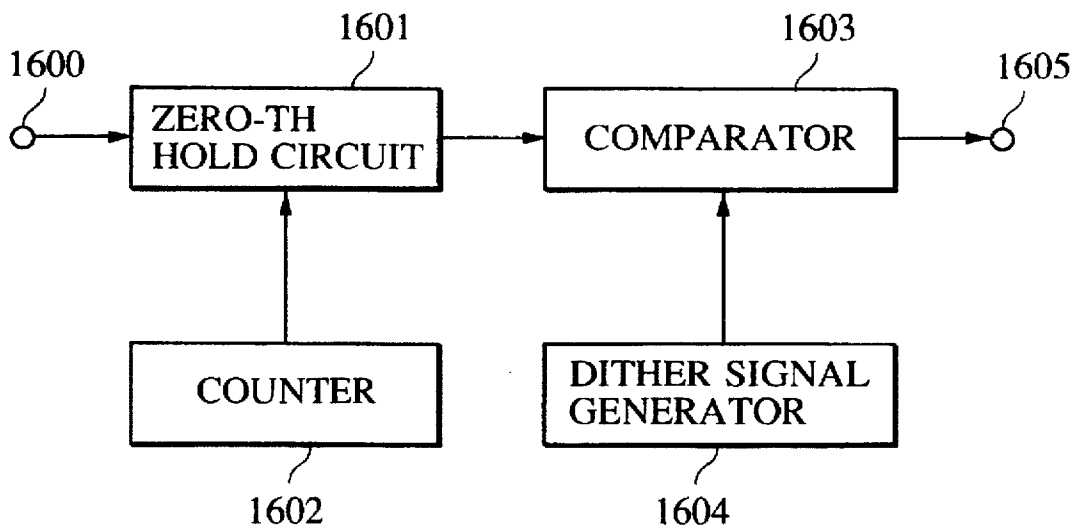 1600
1601
1603
1605
ZERO-TH
HOLD CIRCUIT
COMPARATOR
COUNTER
DITHER SIGNAL
GENERATOR
1602
1604